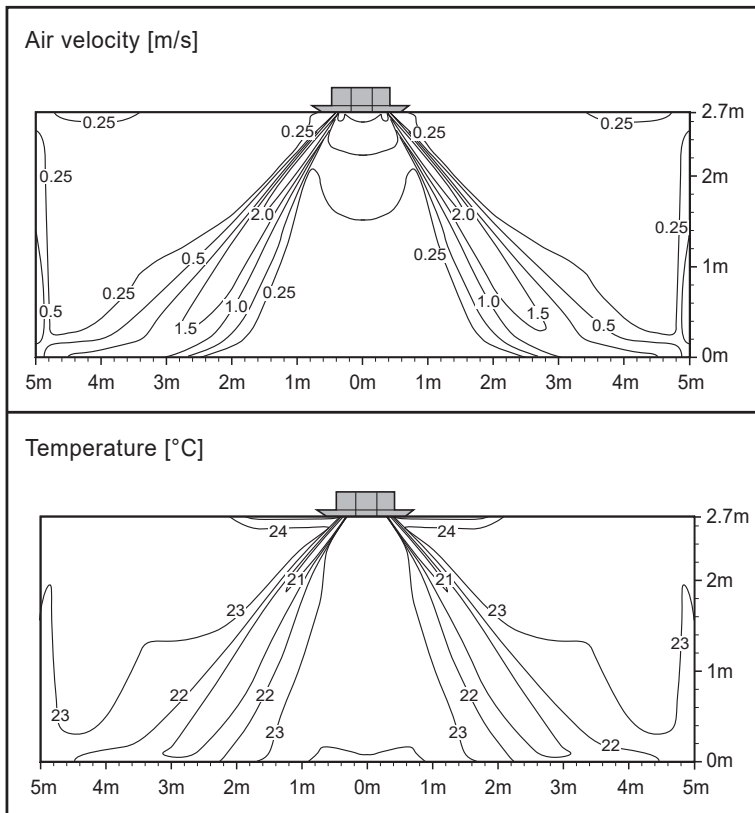 Air velocity [m/s]
2.7m
0.25 0.25 0.25 0.25
0.25 0.25
2m
2.0 2.0
0.5 0.25 1m
0.25 0.25 0.25
0.5 1.5 1.0 1.0 1.5 0.5
0m
5m 4m 3m 2m 1m 0m 1m 2m 3m 4m 5m
Temperature [°C]
2.7m
24 24
21 21 2m
23 23
23
1m
22 22 22 22
23 23 23
0m
5m 4m 3m 2m 1m 0m 1m 2m 3m 4m 5m